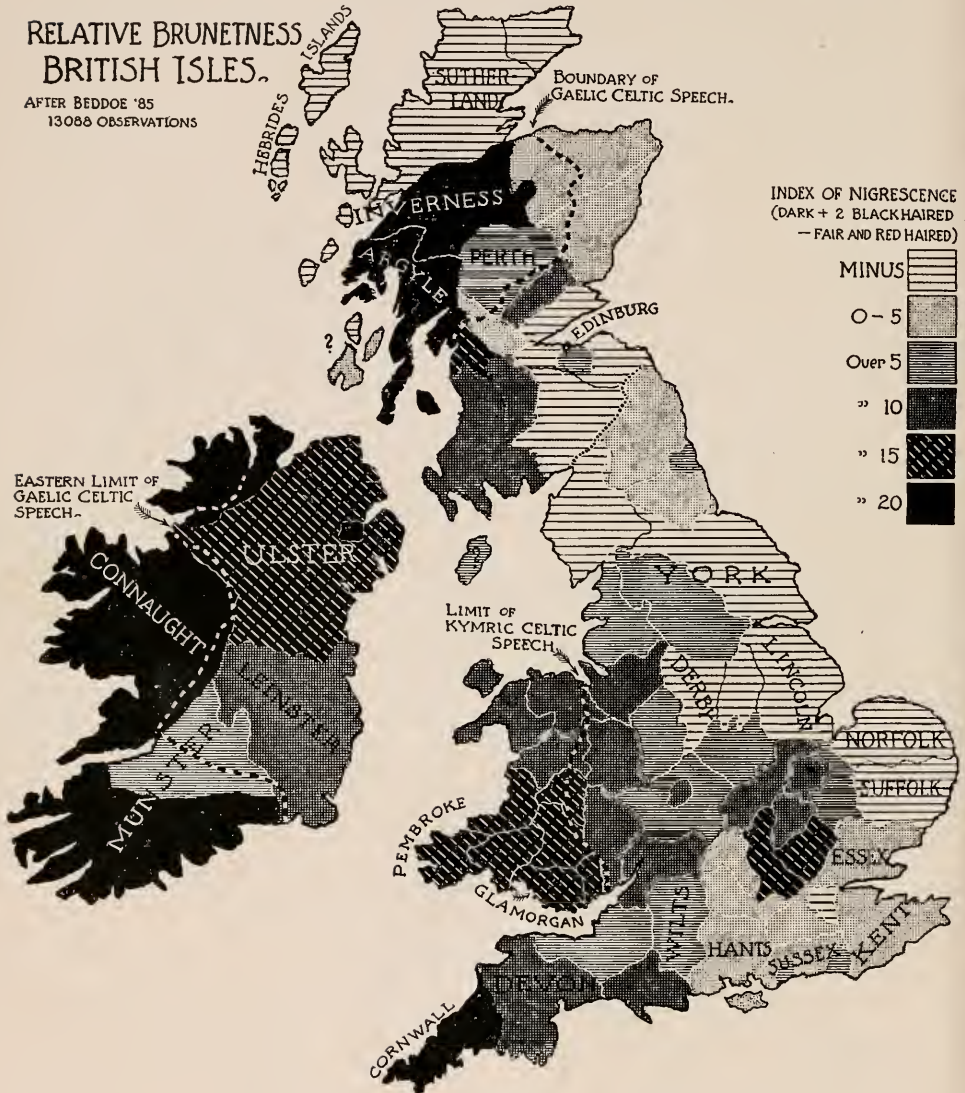 RELATIVE BRUNETNESS
BRITISH ISLES.
AFTER BEDDOE '85
13088 OBSERVATIONS
HEBRIDES
ISLANDS
SUTHER-
LAND
BOUNDARY OF
GAELIC CELTIC SPEECH.
INVERNESS
ARGYLE
PERTH
EDINBURG
?
INDEX OF NIGRESCENCE
(DARK + 2 BLACKHAIRED
— FAIR AND RED HAIRED)
MINUS
0-5
Over 5
" 10
" 15
" 20
EASTERN LIMIT OF
GAELIC CELTIC
SPEECH.
ULSTER
CONNAUGHT
LEINSTER
MUNSTER
?
YORK
LIMIT OF
KYMRIC CELTIC
SPEECH
DERBY
LINCOLN
NORFOLK
SUFFOLK
PEMBROKE
GLAMORGAN
ESSIX
WILTS
HANTS
SUSSEX
KENT
DEVON
CORNWALL